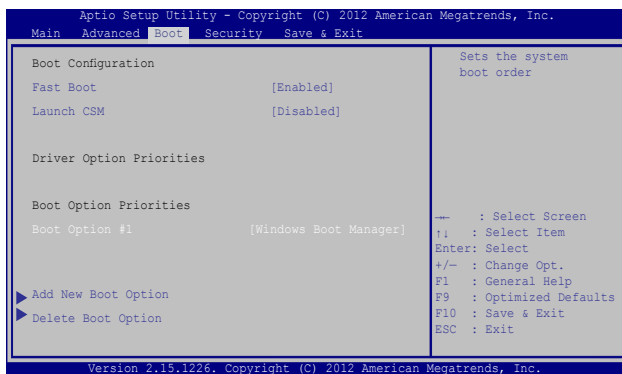 Aptio Setup Utility - Copyright (C) 2012 American Megatrends, Inc.
Main Advanced Boot Security Save & Exit
Boot Configuration
Fast Boot [Enabled]
Launch CSM [Disabled]
Driver Option Priorities
Boot Option Priorities
Boot Option #1 [Windows Boot Manager]
Add New Boot Option
Delete Boot Option
Sets the system
boot order
→← : Select Screen
↑↓ : Select Item
Enter: Select
+/— : Change Opt.
F1 : General Help
F9 : Optimized Defaults
F10 : Save & Exit
ESC : Exit
Version 2.15.1226. Copyright (C) 2012 American Megatrends, Inc.